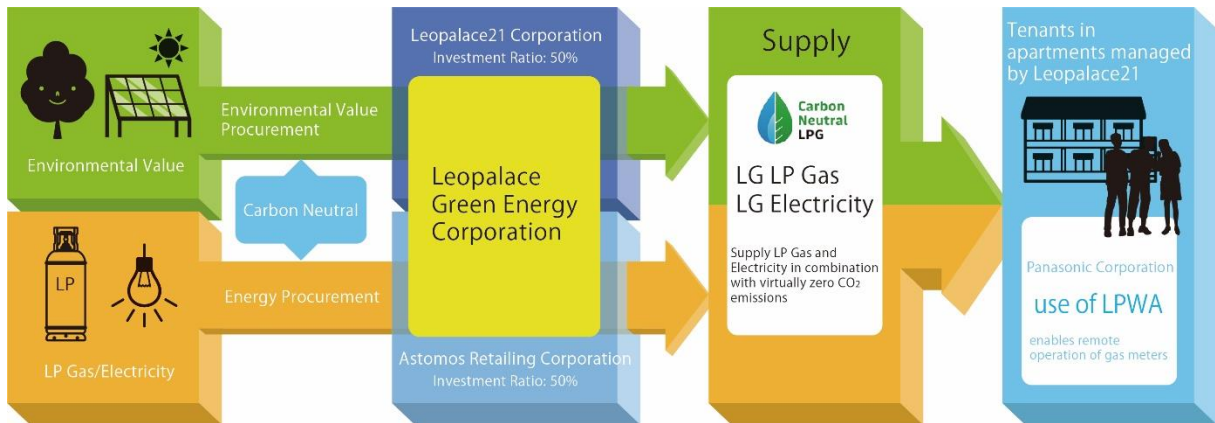 Environmental Value
LP
LP Gas/Electricity
Environmental Value
Procurement
Carbon Neutral
Energy Procurement
Leopalace21 Corporation
Investment Ratio: 50%
Leopalace
Green Energy
Corporation
Astomos Retailing Corporation
Investment Ratio: 50%
Supply
Carbon
Neutral
LPG
LG LP Gas
LG Electricity
Supply LP Gas and
Electricity in combination
with virtually zero CO₂
emissions
Tenants in
apartments managed
by Leopalace21
Panasonic Corporation
use of LPWA
enables remote
operation of gas meters